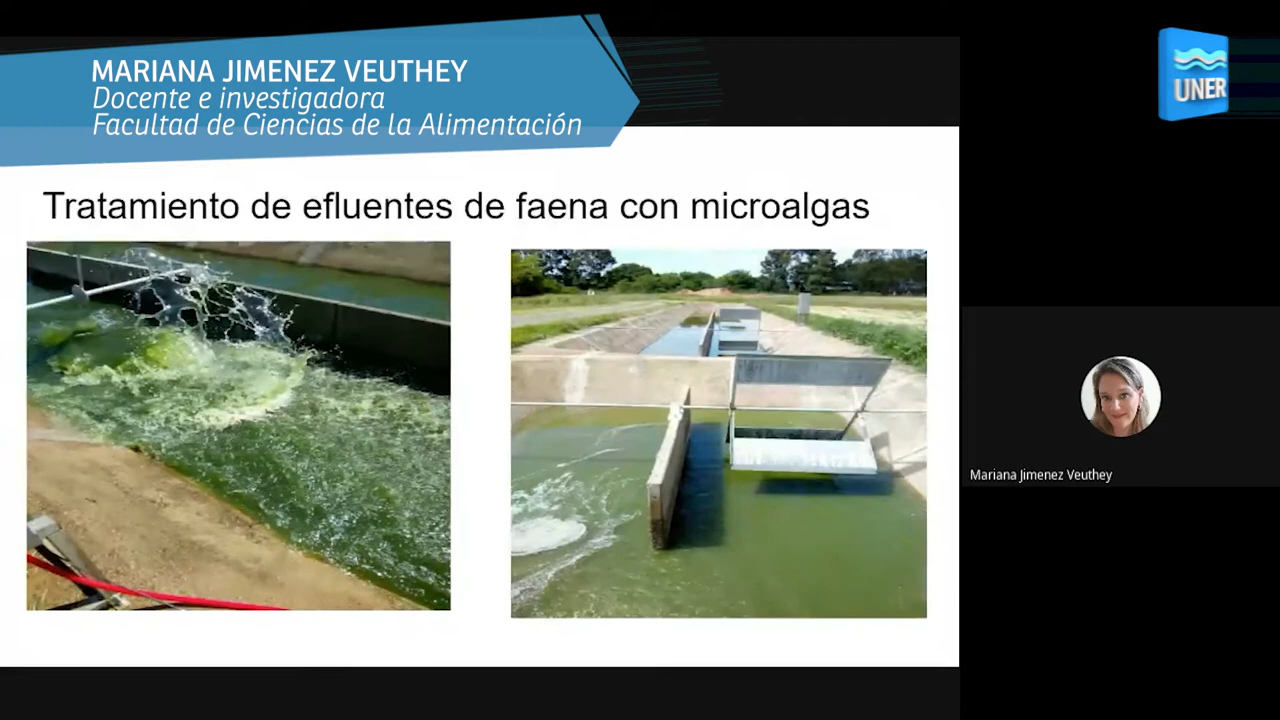 MARIANA JIMENEZ VEUTHEY
Docente e investigadora
Facultad de Ciencias de la Alimentación
UNER
Tratamiento de efluentes de faena con microalgas
Mariana Jimenez Veuthey